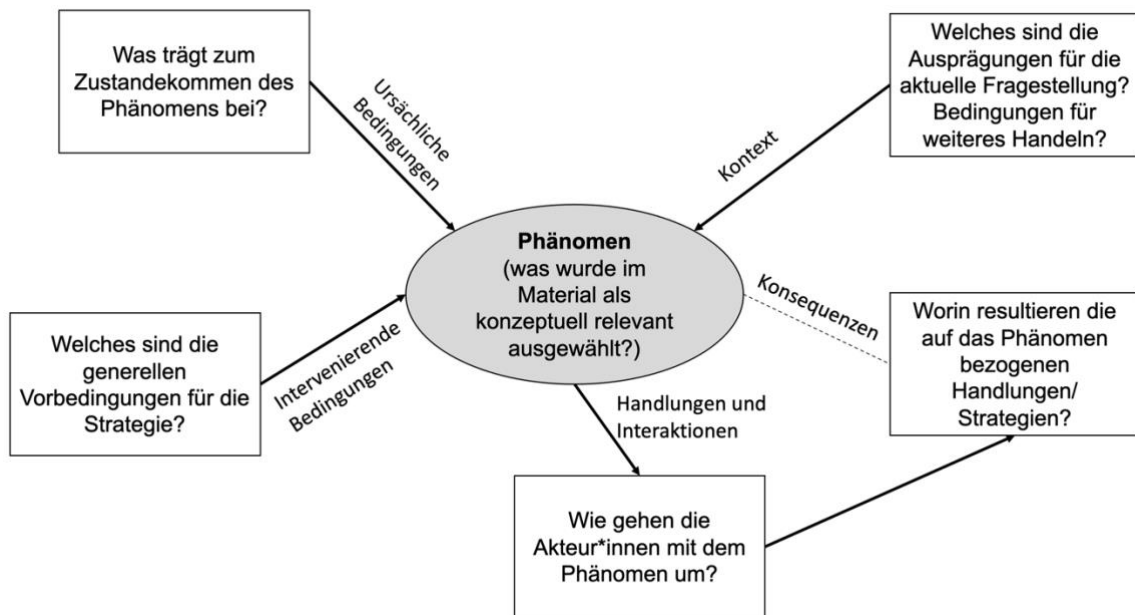 Was trägt zum
Zustandekommen des
Phänomens bei?
Ursächliche
Bedingungen
Welches sind die
Ausprägungen für die
aktuelle Fragestellung?
Bedingungen für
weiteres Handeln?
Kontext
Phänomen
(was wurde im
Material als
konzeptuell relevant
ausgewählt?)
Welches sind die
generellen
Vorbedingungen für die
Strategie?
Intervenierende
Bedingungen
Konsequenzen
Worin resultieren die
auf das Phänomen
bezogenen
Handlungen/
Strategien?
Handlungen und
Interaktionen
Wie gehen die
Akteur*innen mit dem
Phänomen um?